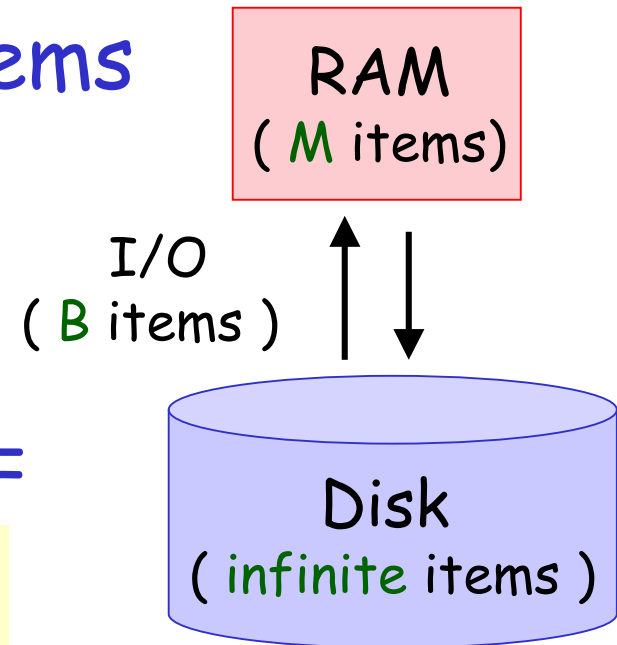 ems
RAM
( M items)
I/O
( B items )
=
Disk
( infinite items )